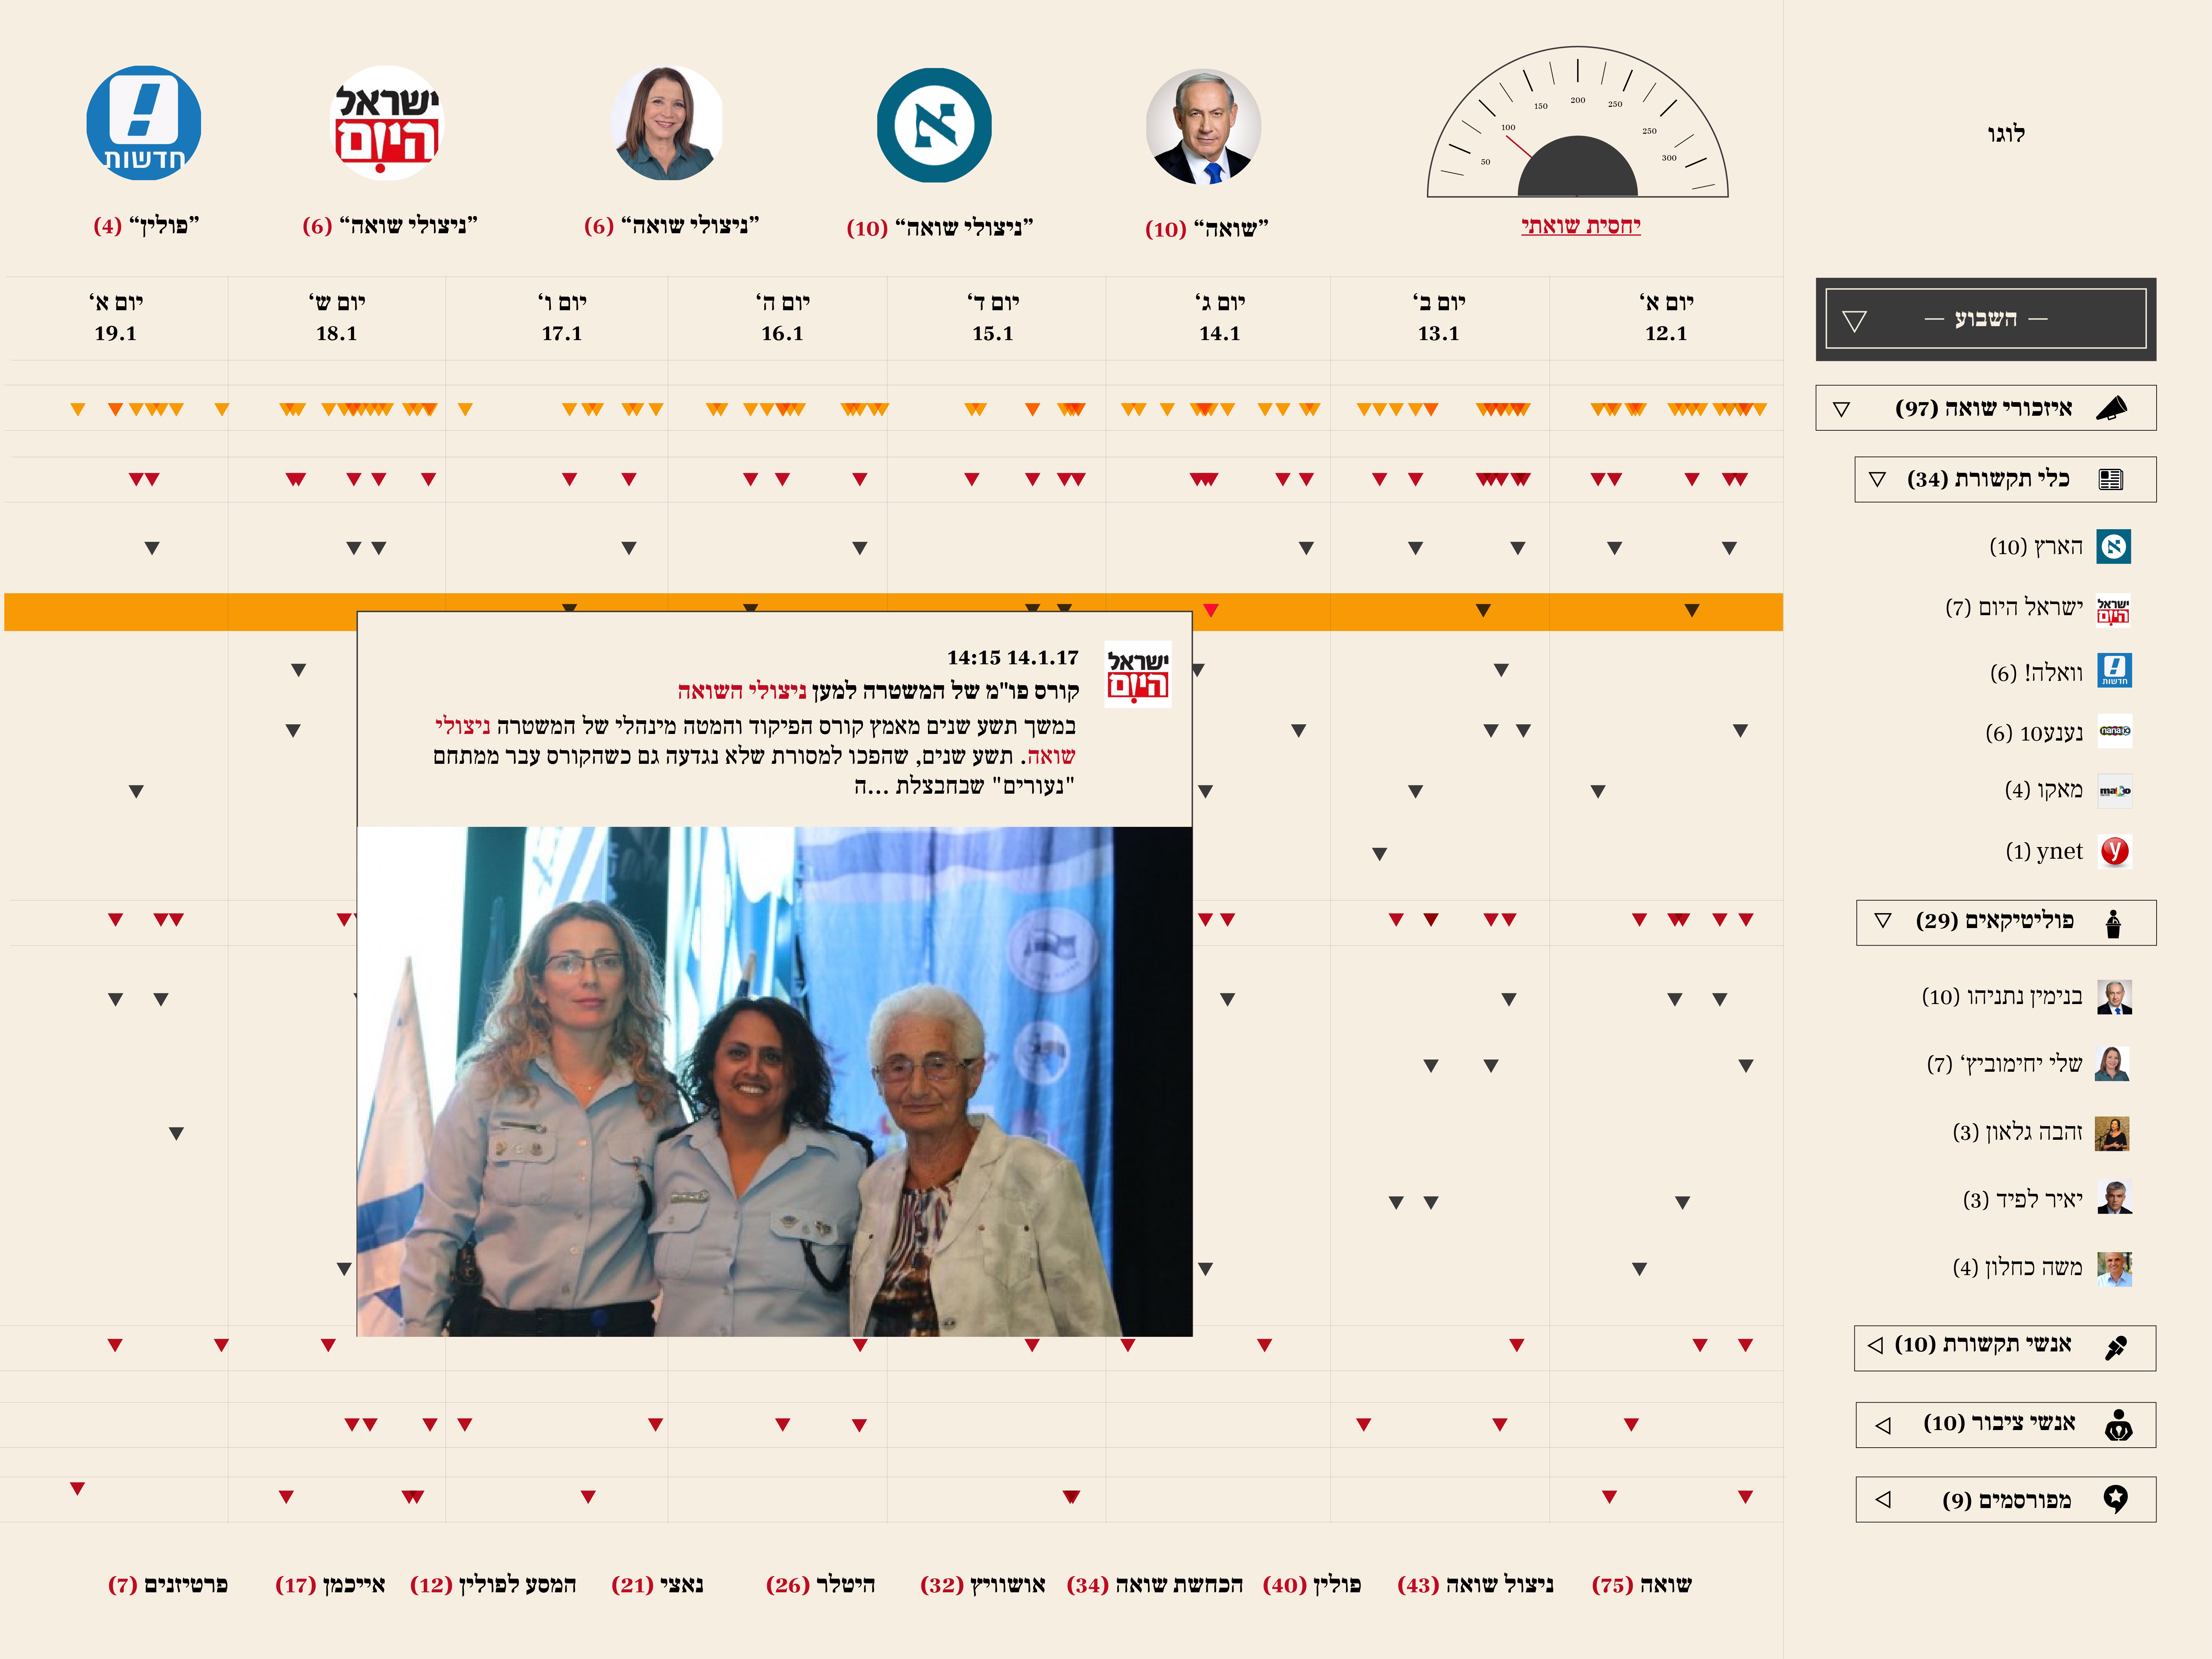 לוגו
50
100
150
200
250
250
300
יחסית שואתי
”שואה“ (10)
”ניצולי שואה“ (10)
”ניצולי שואה“ (6)
ישראל
היום
”ניצולי שואה“ (6)
חדשות
”פולין“ (4)
— השבוע —
יום א‘
12.1
יום ב‘
13.1
יום ג‘
14.1
יום ד‘
15.1
יום ה‘
16.1
יום ו‘
17.1
יום ש‘
18.1
יום א‘
19.1
איזכורי שואה (97)
כלי תקשורת (34)
הארץ (10)
ישראל היום (7)
וואלה! (6)
נענע10 (6)
מאקו (4)
ynet (1)
פוליטיקאים (29)
בנימין נתניהו (10)
שלי יחימוביץ‘ (7)
זהבה גלאון (3)
יאיר לפיד (3)
משה כחלון (4)
אנשי תקשורת (10)
אנשי ציבור (10)
מפורסמים (9)
ישראל
היום
14:15 14.1.17
קורס פו"מ של המשטרה למען ניצולי השואה
במשך תשע שנים מאמץ קורס הפיקוד והמטה מינהלי של המשטרה ניצולי
שואה. תשע שנים, שהפכו למסורת שלא נגדעה גם כשהקורס עבר ממתחם
"נעורים" שבחבצלת ...ה
שואה (75)
ניצול שואה (43)
פולין (40)
הכחשת שואה (34)
אושוויץ (32)
היטלר (26)
נאצי (21)
המסע לפולין (12)
אייכמן (17)
פרטיזנים (7)